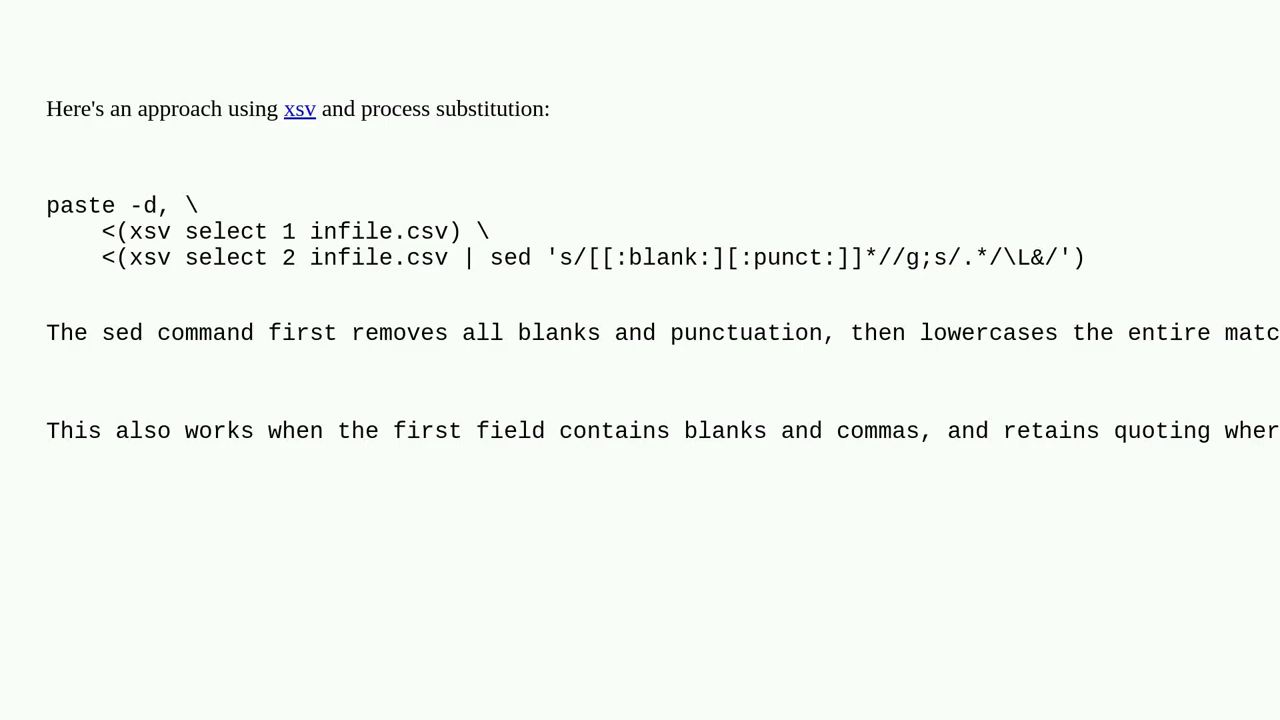 Here's an approach using xsv and process substitution:
paste -d, \
    <(xsv select 1 infile.csv) \
    <(xsv select 2 infile.csv | sed 's/[[:blank:][:punct:]]*//g;s/.*/\L&/')
The sed command first removes all blanks and punctuation, then lowercases the entire matc
This also works when the first field contains blanks and commas, and retains quoting wher